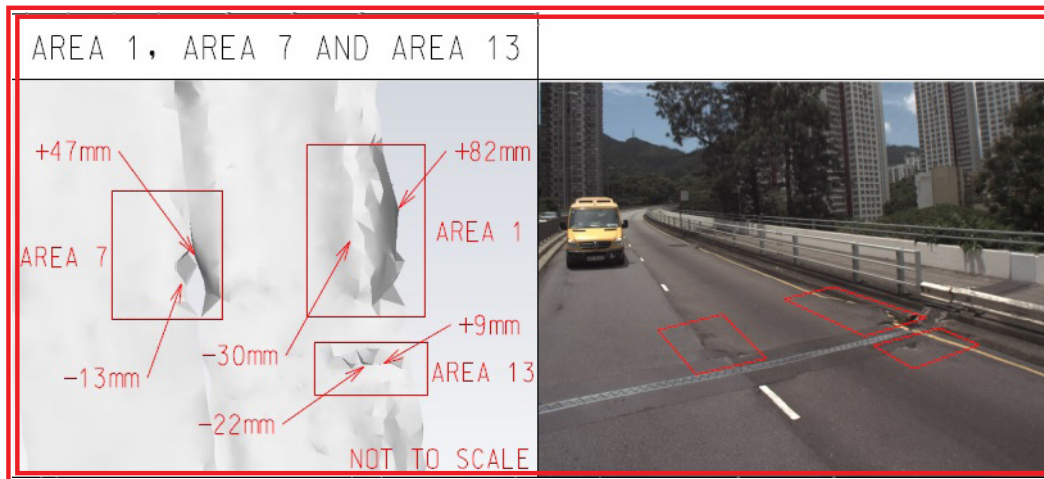 AREA 1, AREA 7 AND AREA 13
+47mm
+82mm
AREA 7
AREA 1
-13mm
-30mm
+9mm
AREA 13
-22mm
NOT TO SCALE